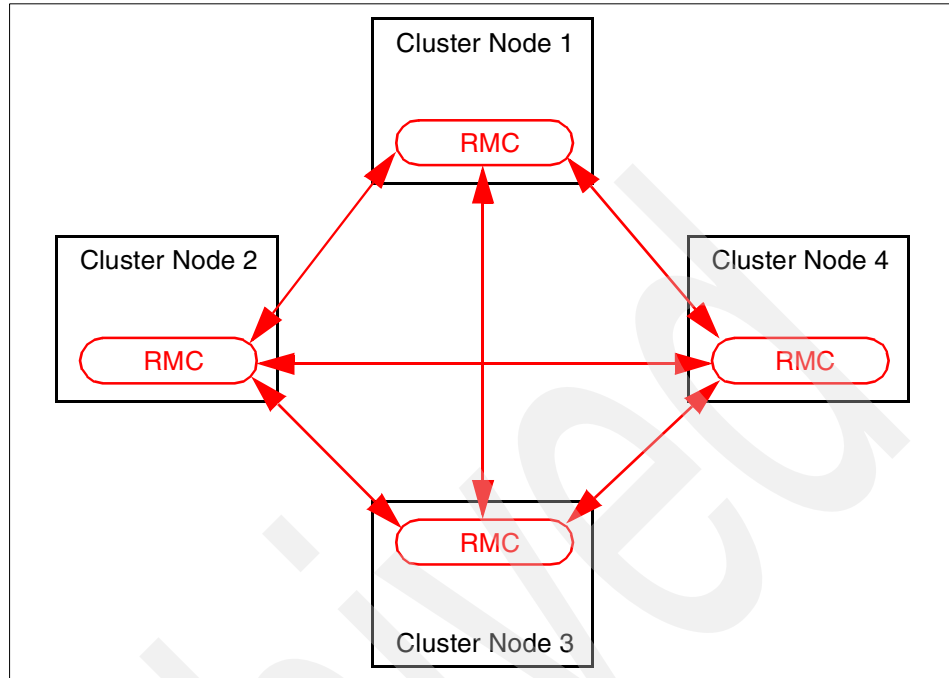 Cluster Node 1
RMC
Cluster Node 2
RMC
Cluster Node 4
RMC
RMC
Cluster Node 3